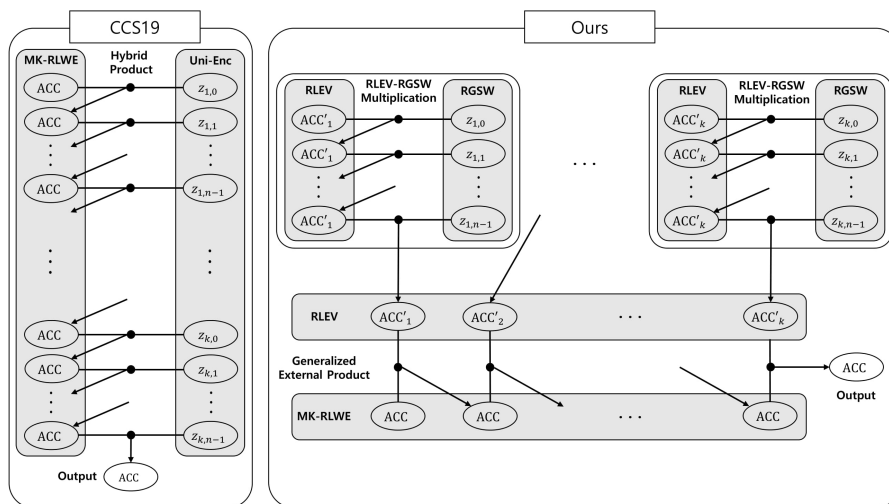 CCS19
MK-RLWE
Hybrid
Product
Uni-Enc
ACC
z_{1,0}
ACC
z_{1,1}
ACC
z_{1,n−1}
ACC
z_{k,0}
ACC
z_{k,1}
ACC
z_{k,n−1}
Output
ACC
Ours
RLEV
RLEV-RGSW
Multiplication
RGSW
ACC′_1
z_{1,0}
ACC′_1
z_{1,1}
ACC′_1
z_{1,n−1}
. . .
RLEV
RLEV-RGSW
Multiplication
RGSW
ACC′_k
z_{k,0}
ACC′_k
z_{k,1}
ACC′_k
z_{k,n−1}
RLEV
ACC′_1
ACC′_2
. . .
ACC′_k
Generalized
External Product
ACC
Output
MK-RLWE
ACC
ACC
. . .
ACC